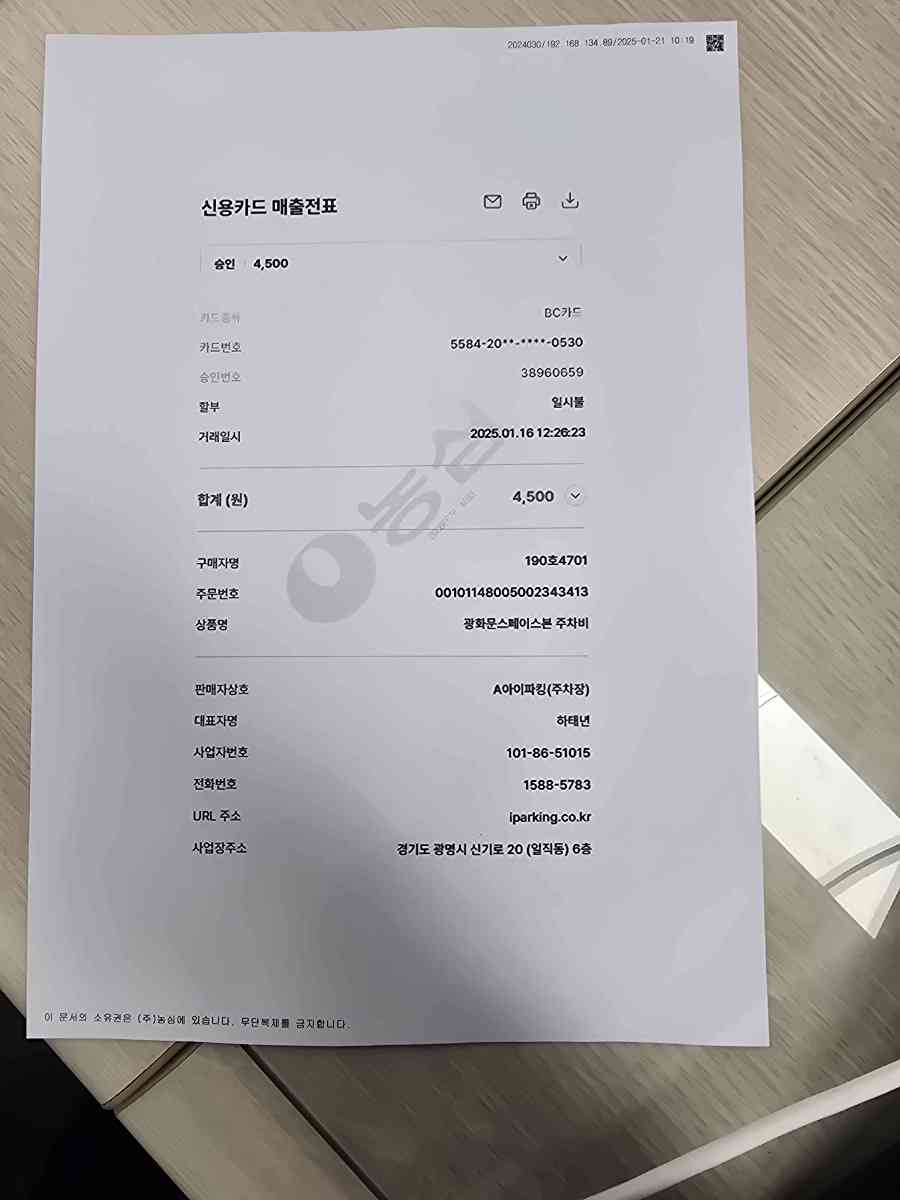 2024030/192.168.134.89/2025-01-21 10:19
신용카드 매출전표
승인 4,500
카드종류 BC카드
카드번호 5584-20**-****-0530
승인번호 38960659
할부 일시불
거래일시 2025.01.16 12:26:23
합계 (원) 4,500
농심
구매자명 190호4701
주문번호 00101148005002343413
상품명 광화문스페이스본 주차비
판매자상호 A아이파킹(주차장)
대표자명 하태년
사업자번호 101-86-51015
전화번호 1588-5783
URL 주소 iparking.co.kr
사업장주소 경기도 광명시 신기로 20 (일직동) 6층
이 문서의 소유권은 (주)농심에 있습니다. 무단복제를 금지합니다.